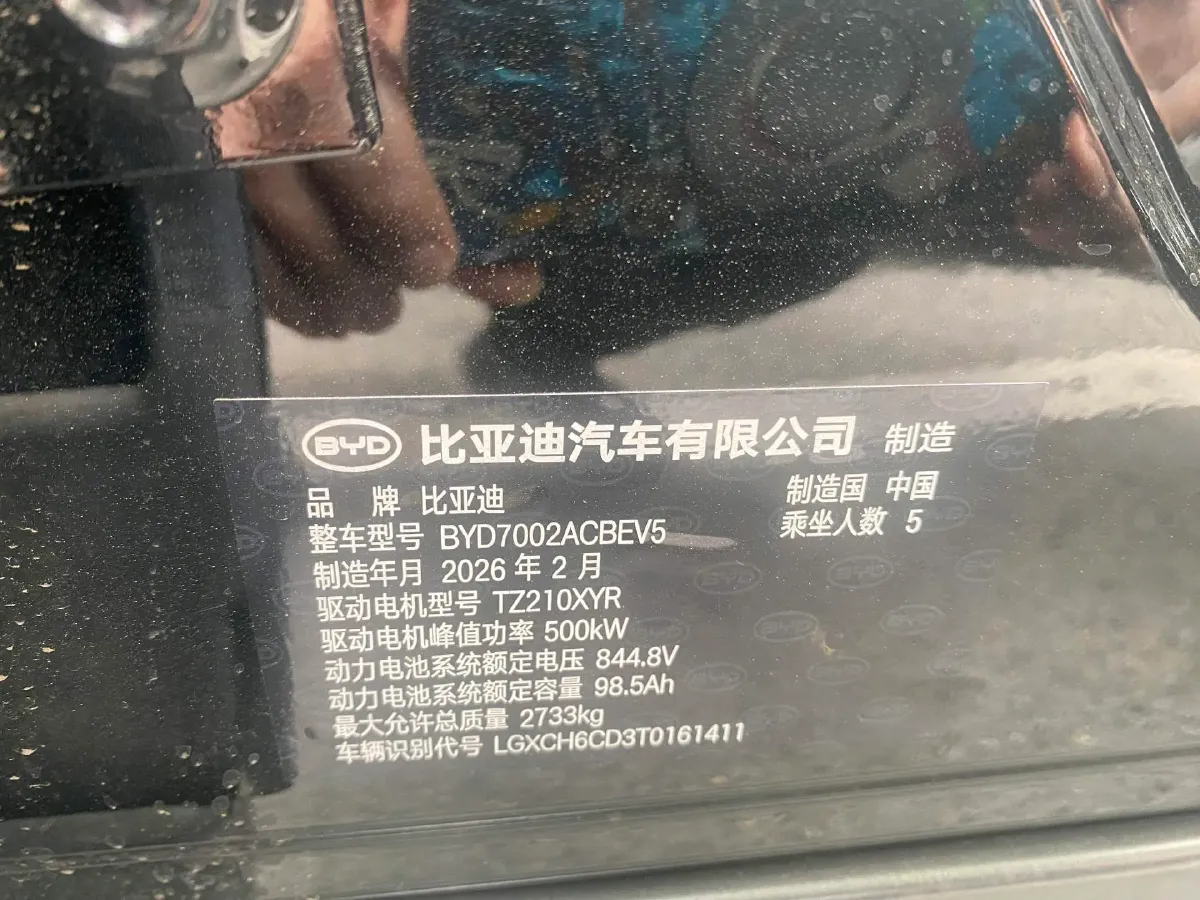 BYD 比亚迪汽车有限公司 制造
品 牌 比亚迪
制造国 中国
整车型号 BYD7002ACBEV5
乘坐人数 5
制造年月 2026 年 2 月
驱动电机型号 TZ210XYR
驱动电机峰值功率 500kW
动力电池系统额定电压 844.8V
动力电池系统额定容量 98.5Ah
最大允许总质量 2733kg
车辆识别代号 LGXCH6CD3T0161411